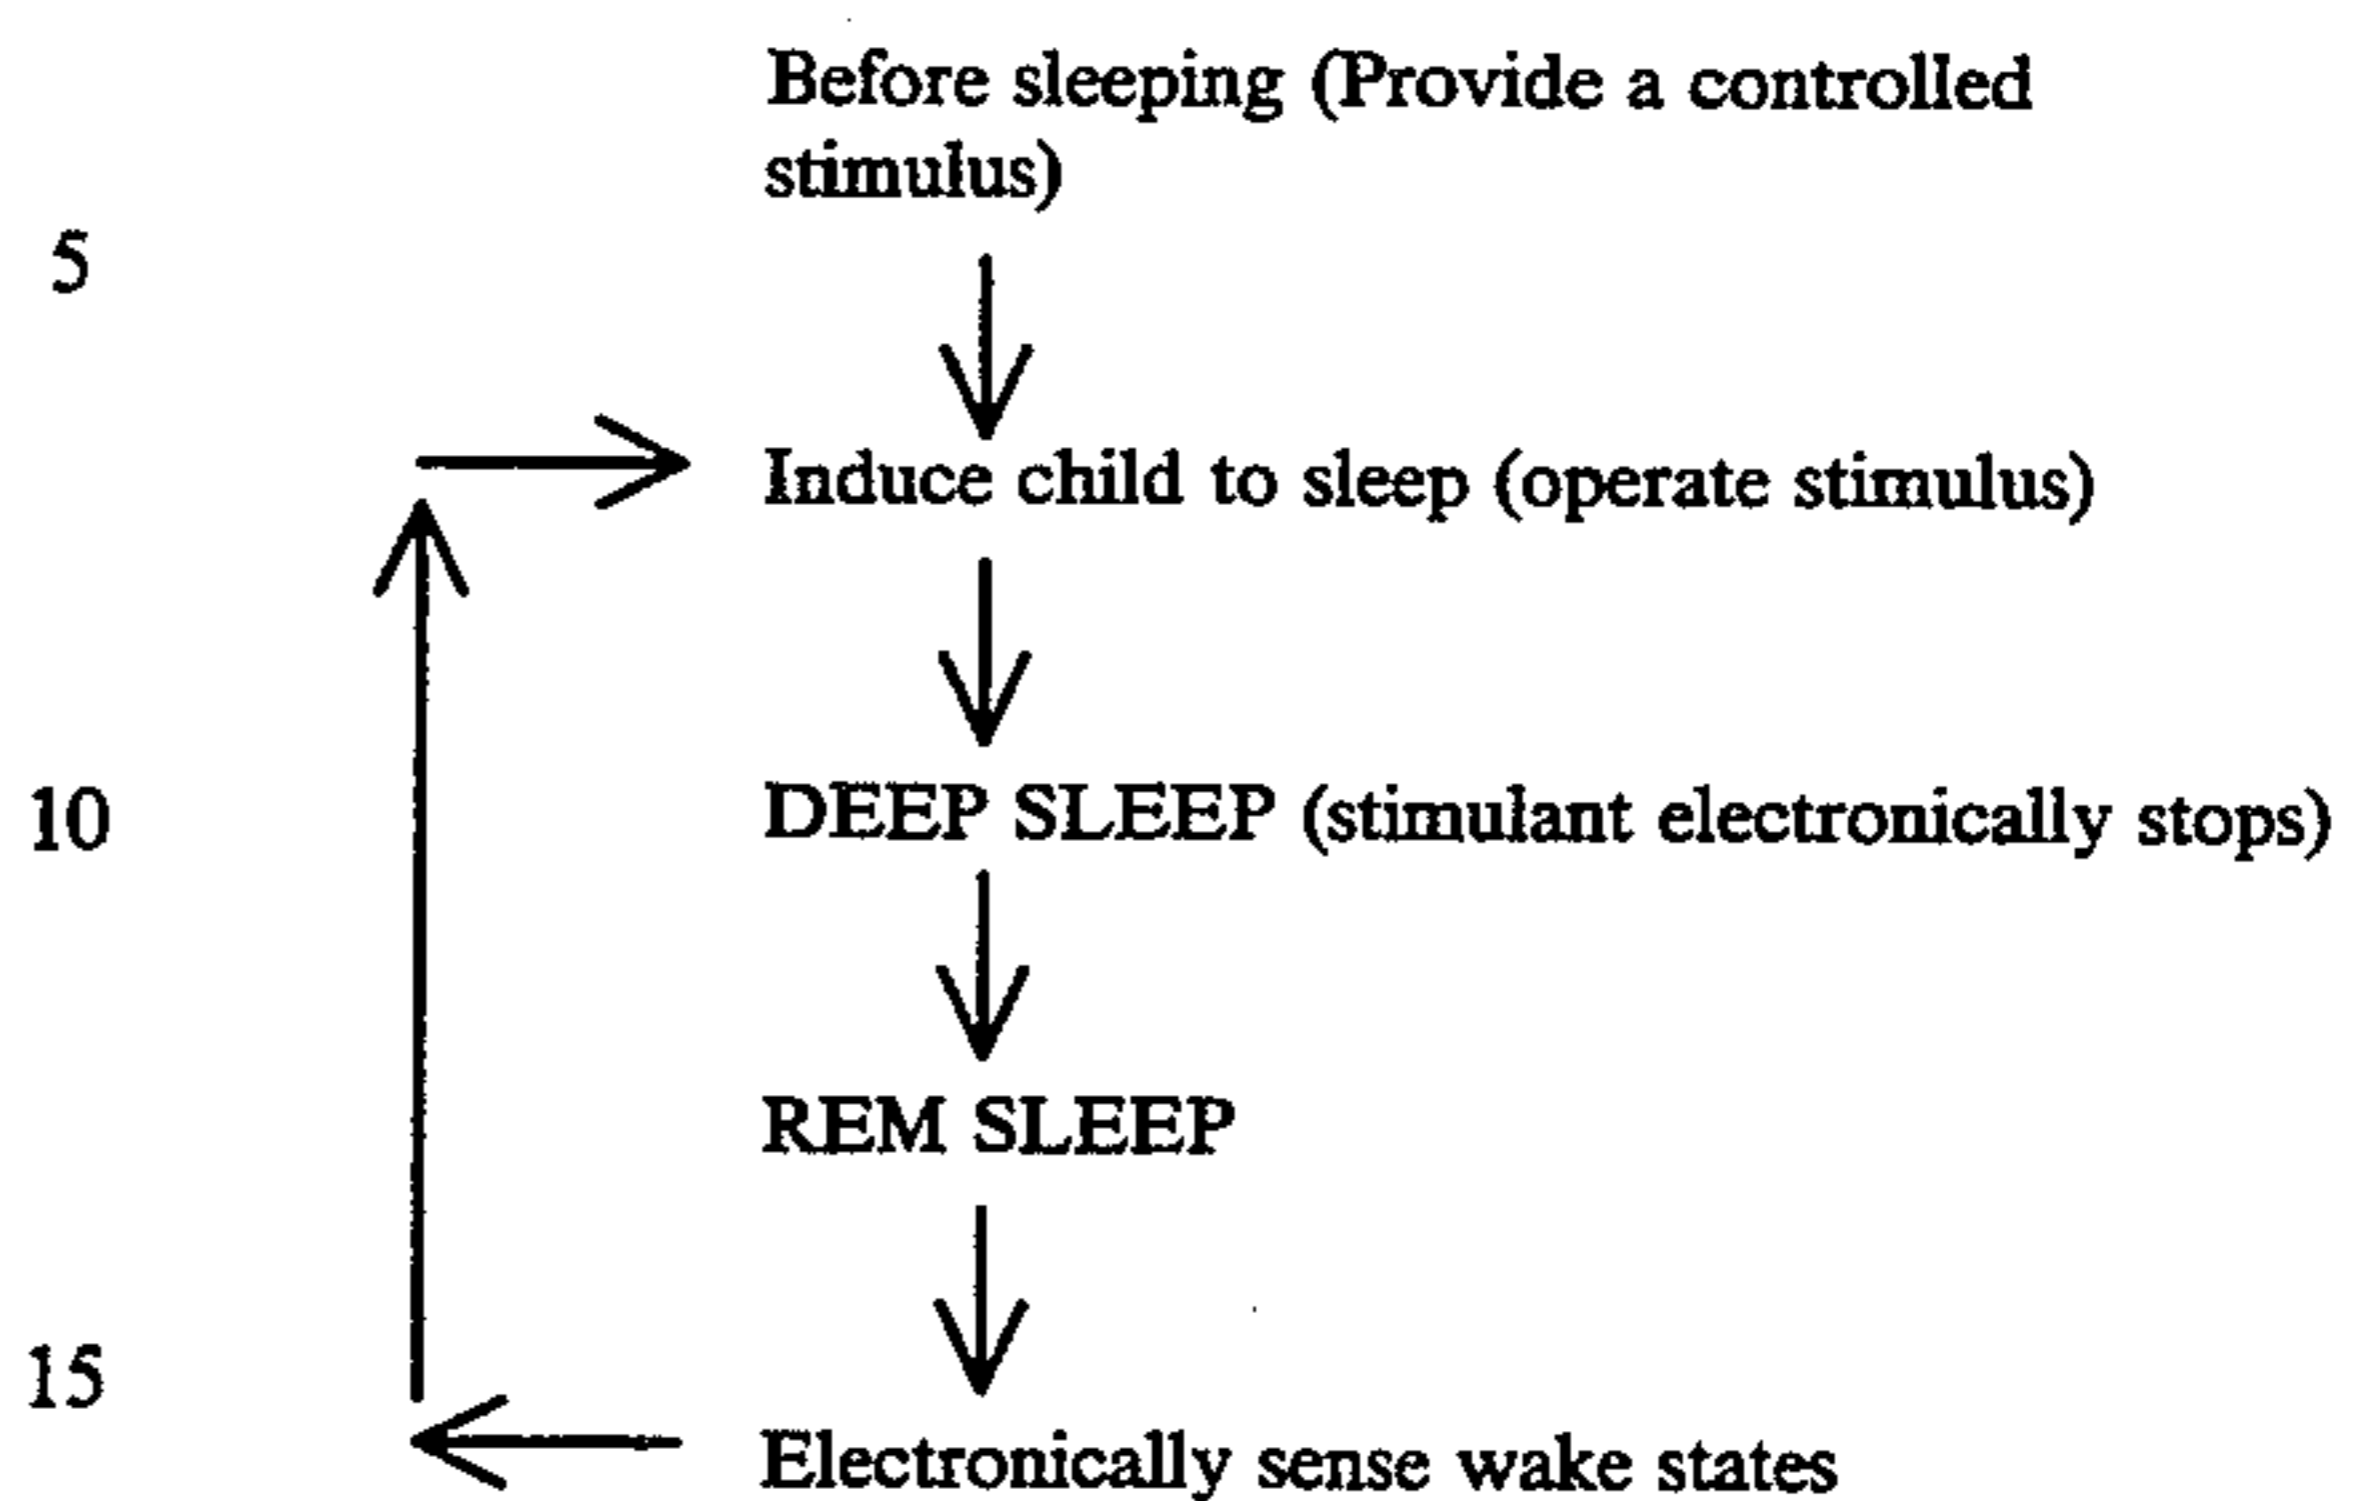 Before sleeping (Provide a controlled
stimulus)
5
Induce child to sleep (operate stimulus)
10
DEEP SLEEP (stimulant electronically stops)
REM SLEEP
15
Electronically sense wake states